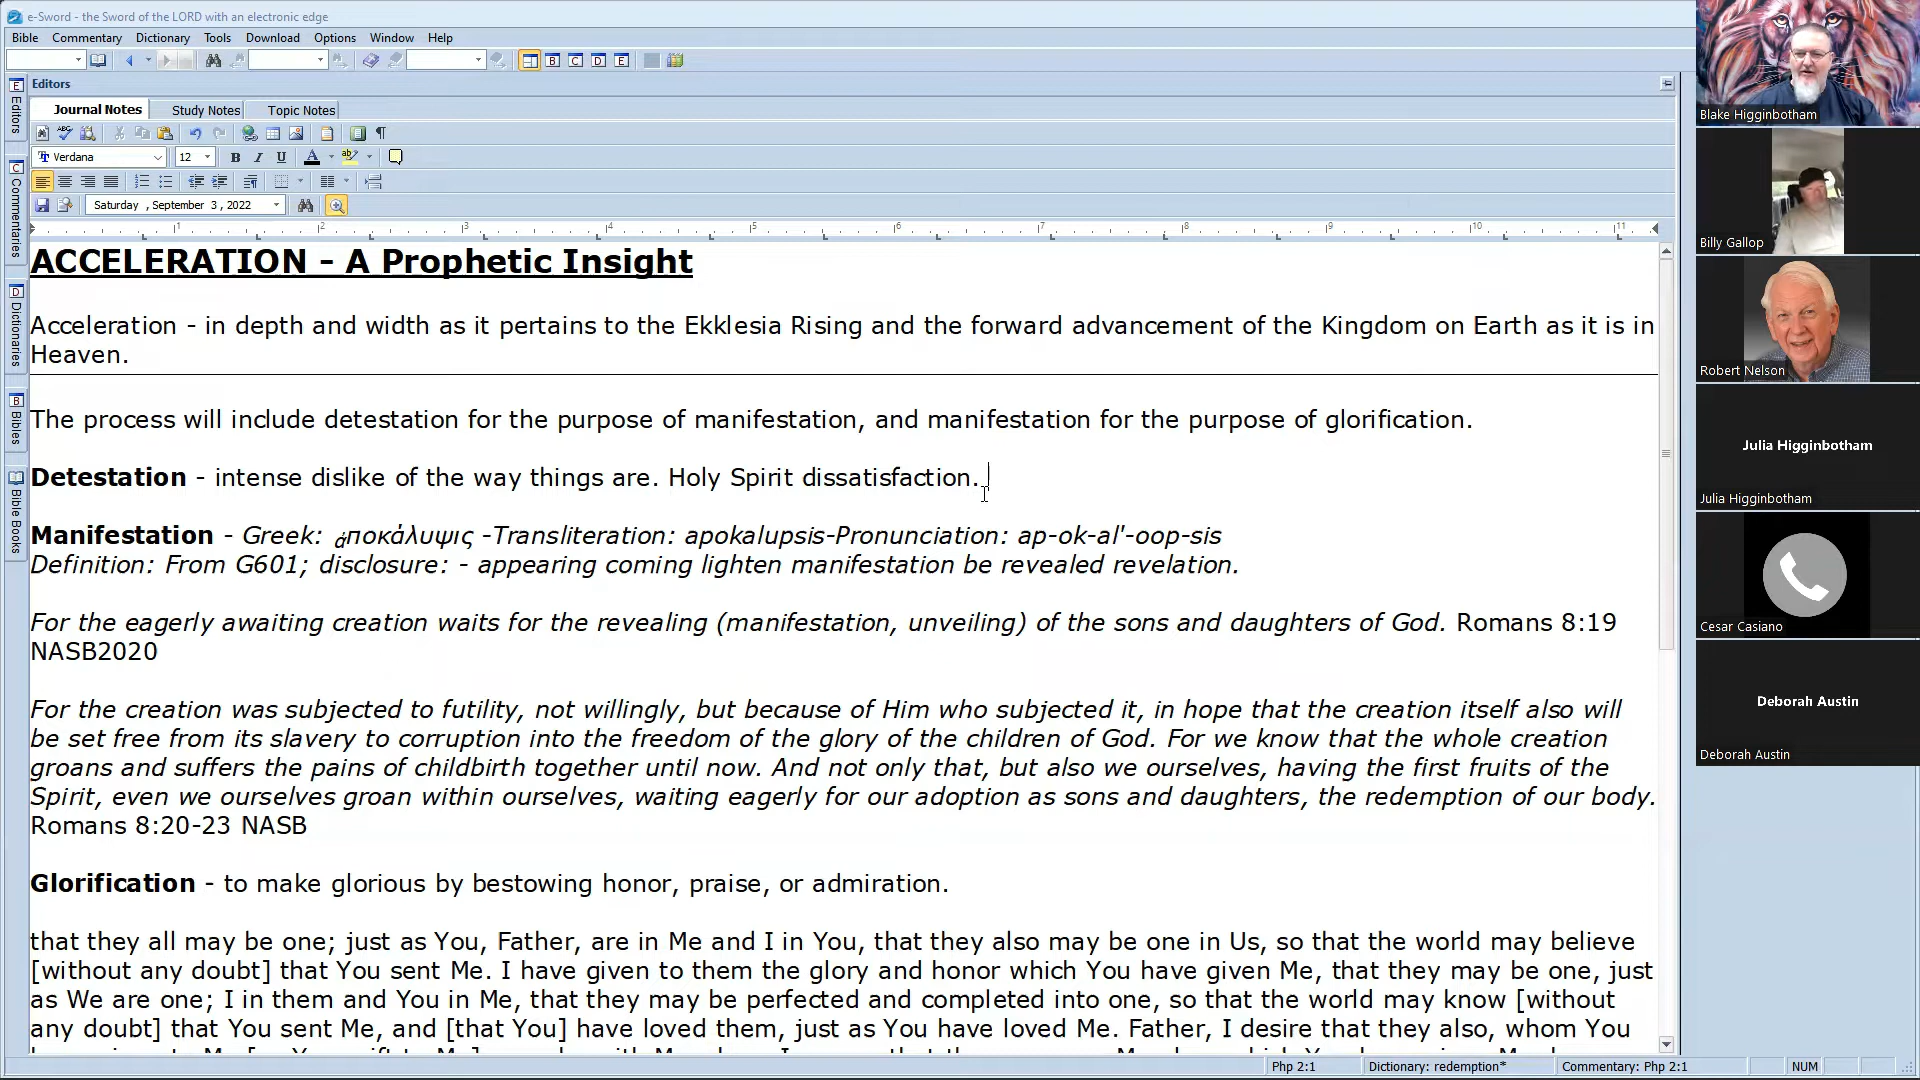 e-Sword - the Sword of the LORD with an electronic edge
Bible Commentary Dictionary Tools Download Options Window Help
B C D E
Editors
Journal Notes Study Notes Topic Notes
Verdana 12 B I U A ab
Saturday , September 3 , 2022
1 2 3 4 5 6 7 8 9 10 11
E Editors
C Commentaries
D Dictionaries
B Bibles
Bible Books
ACCELERATION - A Prophetic Insight
Acceleration - in depth and width as it pertains to the Ekklesia Rising and the forward advancement of the Kingdom on Earth as it is in
Heaven.
The process will include detestation for the purpose of manifestation, and manifestation for the purpose of glorification.
Detestation - intense dislike of the way things are. Holy Spirit dissatisfaction.
Manifestation - Greek: ἀποκάλυψις -Transliteration: apokalupsis-Pronunciation: ap-ok-al'-oop-sis
Definition: From G601; disclosure: - appearing coming lighten manifestation be revealed revelation.
For the eagerly awaiting creation waits for the revealing (manifestation, unveiling) of the sons and daughters of God. Romans 8:19
NASB2020
For the creation was subjected to futility, not willingly, but because of Him who subjected it, in hope that the creation itself also will
be set free from its slavery to corruption into the freedom of the glory of the children of God. For we know that the whole creation
groans and suffers the pains of childbirth together until now. And not only that, but also we ourselves, having the first fruits of the
Spirit, even we ourselves groan within ourselves, waiting eagerly for our adoption as sons and daughters, the redemption of our body.
Romans 8:20-23 NASB
Glorification - to make glorious by bestowing honor, praise, or admiration.
that they all may be one; just as You, Father, are in Me and I in You, that they also may be one in Us, so that the world may believe
[without any doubt] that You sent Me. I have given to them the glory and honor which You have given Me, that they may be one, just
as We are one; I in them and You in Me, that they may be perfected and completed into one, so that the world may know [without
any doubt] that You sent Me, and [that You] have loved them, just as You have loved Me. Father, I desire that they also, whom You
Php 2:1 Dictionary: redemption* Commentary: Php 2:1 NUM
Blake Higginbotham
Billy Gallop
Robert Nelson
Julia Higginbotham
Julia Higginbotham
Cesar Casiano
Deborah Austin
Deborah Austin